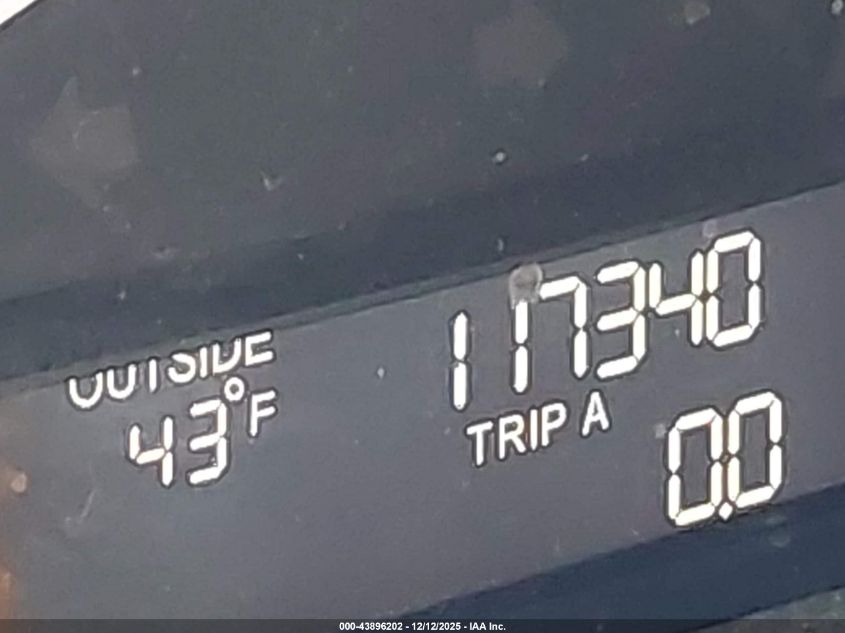 OUTSIDE
43°F
117340
TRIP A
0.0
000-43896202 - 12/12/2025 - IAA Inc.